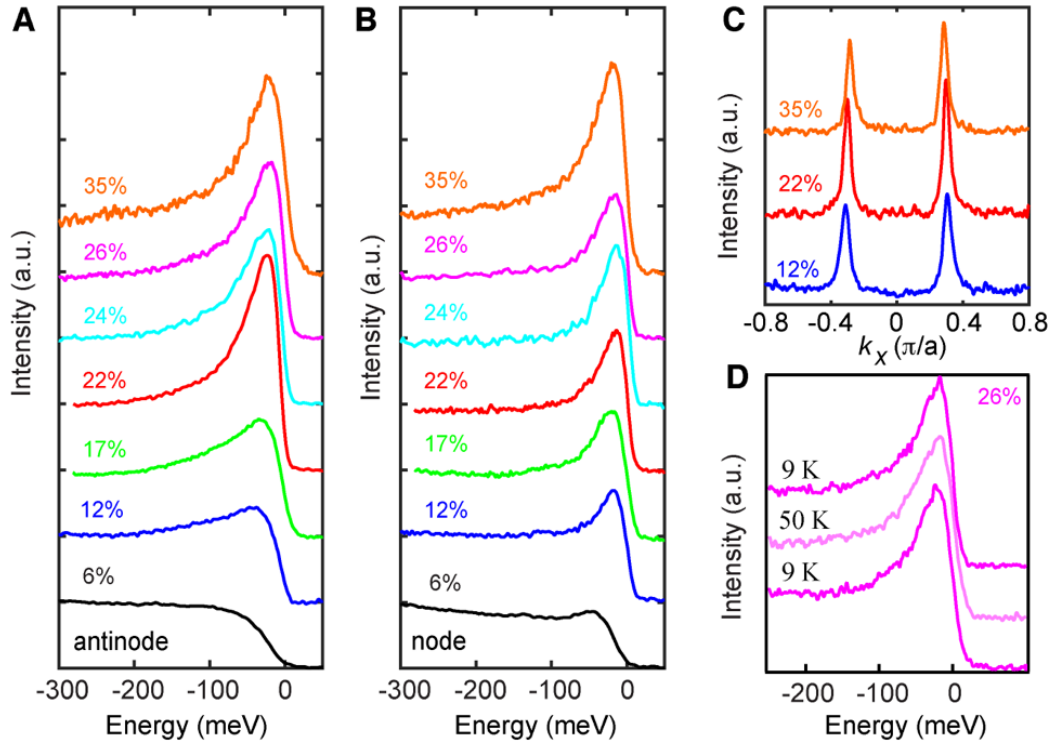 A
Intensity (a.u.)
35%
26%
24%
22%
17%
12%
6%
antinode
-300 -200 -100 0
Energy (meV)
B
Intensity (a.u.)
35%
26%
24%
22%
17%
12%
6%
node
-300 -200 -100 0
Energy (meV)
C
Intensity (a.u.)
35%
22%
12%
-0.8 -0.4 0 0.4 0.8
kx (π/a)
D
26%
Intensity (a.u.)
9 K
50 K
9 K
-200 -100 0
Energy (meV)